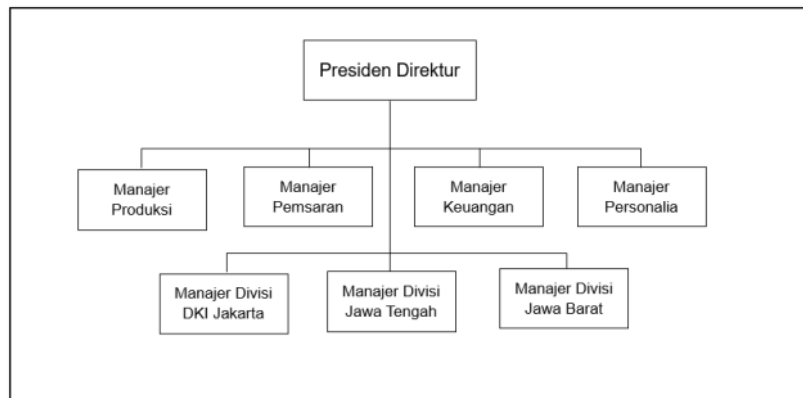 Presiden Direktur
Manajer
Produksi
Manajer
Pemsaran
Manajer
Keuangan
Manajer
Personalia
Manajer Divisi
DKI Jakarta
Manajer Divisi
Jawa Tengah
Manajer Divisi
Jawa Barat